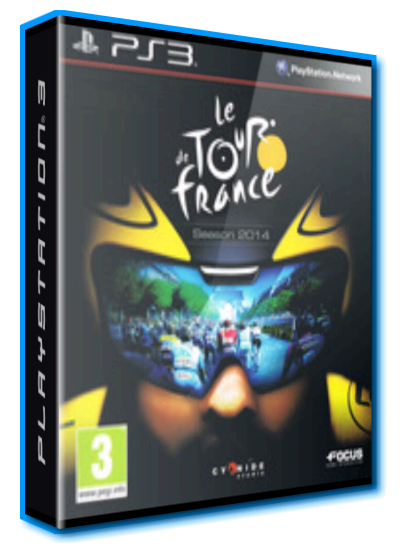 PLAYSTATION 3
PS3
PlayStation Network
Le
de TOUR
france
Season 2014
3
www.pegi.info
CYANIDE
STUDIO
FOCUS